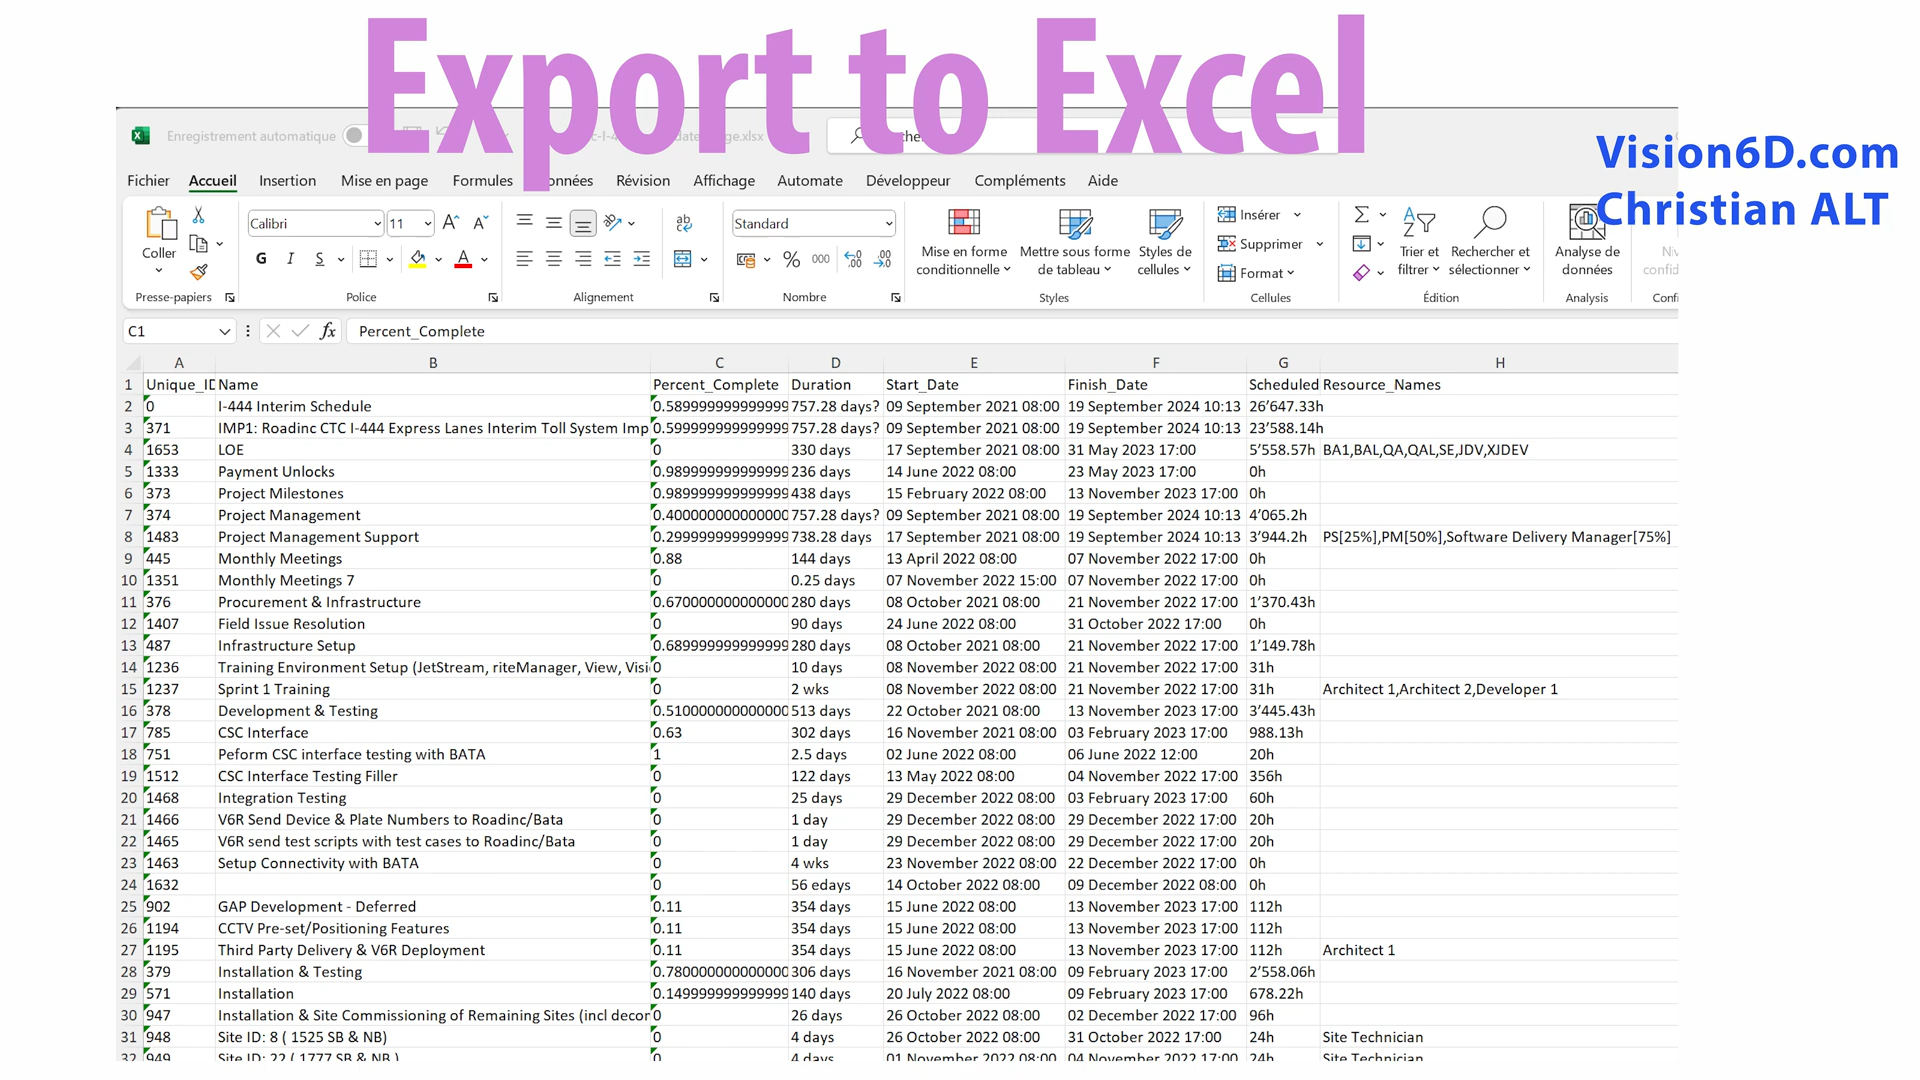 Export to Excel
Vision6D.com
Christian ALT
Enregistrement automatique
Fichier Accueil Insertion Mise en page Formules Révision Affichage Automate Développeur Compléments Aide
Calibri 11 Standard Insérer
Coller Mise en forme conditionnelle Mettre sous forme de tableau Styles de cellules Supprimer Trier et filtrer Rechercher et sélectionner Analyse de données
G I S % 000 Format
Presse-papiers Police Alignement Nombre Styles Cellules Édition Analysis
C1 fx Percent_Complete
A B C D E F G H
1 Unique_ID Name Percent_Complete Duration Start_Date Finish_Date Scheduled Resource_Names
2 0 I-444 Interim Schedule 0.589999999999999 757.28 days? 09 September 2021 08:00 19 September 2024 10:13 26’647.33h
3 371 IMP1: Roadinc CTC I-444 Express Lanes Interim Toll System Imp 0.599999999999999 757.28 days? 09 September 2021 08:00 19 September 2024 10:13 23’588.14h
4 1653 LOE 0 330 days 17 September 2021 08:00 31 May 2023 17:00 5’558.57h BA1,BAL,QA,QAL,SE,JDV,XJDEV
5 1333 Payment Unlocks 0.989999999999999 236 days 14 June 2022 08:00 23 May 2023 17:00 0h
6 373 Project Milestones 0.989999999999999 438 days 15 February 2022 08:00 13 November 2023 17:00 0h
7 374 Project Management 0.400000000000000 757.28 days? 09 September 2021 08:00 19 September 2024 10:13 4’065.2h
8 1483 Project Management Support 0.299999999999999 738.28 days 17 September 2021 08:00 19 September 2024 10:13 3’944.2h PS[25%],PM[50%],Software Delivery Manager[75%]
9 445 Monthly Meetings 0.88 144 days 13 April 2022 08:00 07 November 2022 17:00 0h
10 1351 Monthly Meetings 7 0 0.25 days 07 November 2022 15:00 07 November 2022 17:00 0h
11 376 Procurement & Infrastructure 0.670000000000000 280 days 08 October 2021 08:00 21 November 2022 17:00 1’370.43h
12 1407 Field Issue Resolution 0 90 days 24 June 2022 08:00 31 October 2022 17:00 0h
13 487 Infrastructure Setup 0.689999999999999 280 days 08 October 2021 08:00 21 November 2022 17:00 1’149.78h
14 1236 Training Environment Setup (JetStream, riteManager, View, Visi 0 10 days 08 November 2022 08:00 21 November 2022 17:00 31h
15 1237 Sprint 1 Training 0 2 wks 08 November 2022 08:00 21 November 2022 17:00 31h Architect 1,Architect 2,Developer 1
16 378 Development & Testing 0.510000000000000 513 days 22 October 2021 08:00 13 November 2023 17:00 3’445.43h
17 785 CSC Interface 0.63 302 days 16 November 2021 08:00 03 February 2023 17:00 988.13h
18 751 Peform CSC interface testing with BATA 1 2.5 days 02 June 2022 08:00 06 June 2022 12:00 20h
19 1512 CSC Interface Testing Filler 0 122 days 13 May 2022 08:00 04 November 2022 17:00 356h
20 1468 Integration Testing 0 25 days 29 December 2022 08:00 03 February 2023 17:00 60h
21 1466 V6R Send Device & Plate Numbers to Roadinc/Bata 0 1 day 29 December 2022 08:00 29 December 2022 17:00 20h
22 1465 V6R send test scripts with test cases to Roadinc/Bata 0 1 day 29 December 2022 08:00 29 December 2022 17:00 20h
23 1463 Setup Connectivity with BATA 0 4 wks 23 November 2022 08:00 22 December 2022 17:00 0h
24 1632 0 56 edays 14 October 2022 08:00 09 December 2022 08:00 0h
25 902 GAP Development - Deferred 0.11 354 days 15 June 2022 08:00 13 November 2023 17:00 112h
26 1194 CCTV Pre-set/Positioning Features 0.11 354 days 15 June 2022 08:00 13 November 2023 17:00 112h
27 1195 Third Party Delivery & V6R Deployment 0.11 354 days 15 June 2022 08:00 13 November 2023 17:00 112h Architect 1
28 379 Installation & Testing 0.780000000000000 306 days 16 November 2021 08:00 09 February 2023 17:00 2’558.06h
29 571 Installation 0.149999999999999 140 days 20 July 2022 08:00 09 February 2023 17:00 678.22h
30 947 Installation & Site Commissioning of Remaining Sites (incl decor 0 26 days 26 October 2022 08:00 02 December 2022 17:00 96h
31 948 Site ID: 8 ( 1525 SB & NB) 0 4 days 26 October 2022 08:00 31 October 2022 17:00 24h Site Technician
32 949 Site ID: 22 ( 1777 SB & NB ) 0 4 days 01 November 2022 08:00 04 November 2022 17:00 24h Site Technician